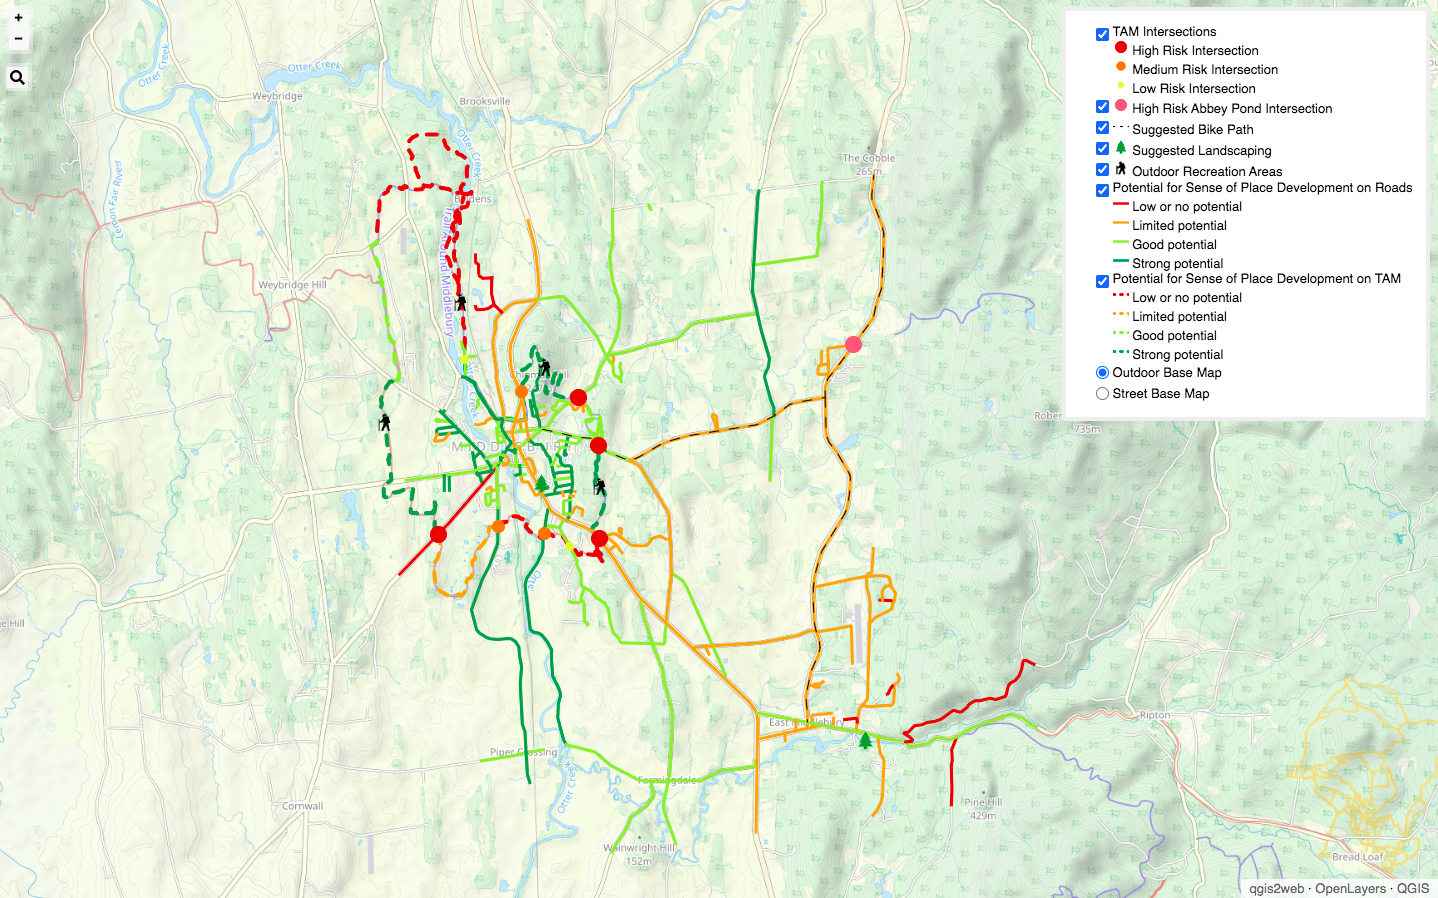 +
−
TAM Intersections
High Risk Intersection
Medium Risk Intersection
Low Risk Intersection
High Risk Abbey Pond Intersection
Suggested Bike Path
Suggested Landscaping
Outdoor Recreation Areas
Potential for Sense of Place Development on Roads
Low or no potential
Limited potential
Good potential
Strong potential
Potential for Sense of Place Development on TAM
Low or no potential
Limited potential
Good potential
Strong potential
Outdoor Base Map
Street Base Map
Otter Creek
Otter Creek
Weybridge
Brooksville
Otter Creek
The Cobble
265m
Lemon Fair River
Trail Around Middlebury
Weybridge Hill
735m
East Middlebury
Ripton
Piper Crossing
Farmingdale
Otter Creek
Cornwall
Pine Hill
429m
Wainwright Hill
152m
Bread Loaf
qgis2web · OpenLayers · QGIS